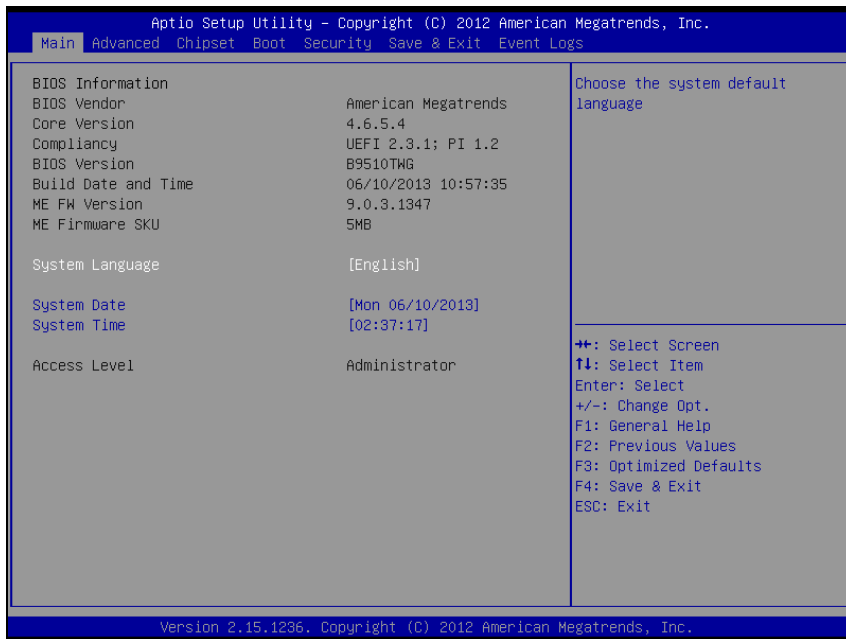 Aptio Setup Utility – Copyright (C) 2012 American Megatrends, Inc.
Main Advanced Chipset Boot Security Save & Exit Event Logs
BIOS Information
BIOS Vendor American Megatrends
Core Version 4.6.5.4
Compliancy UEFI 2.3.1; PI 1.2
BIOS Version B9510TWG
Build Date and Time 06/10/2013 10:57:35
ME FW Version 9.0.3.1347
ME Firmware SKU 5MB
System Language [English]
System Date [Mon 06/10/2013]
System Time [02:37:17]
Access Level Administrator
Choose the system default
language
→←: Select Screen
↑↓: Select Item
Enter: Select
+/-: Change Opt.
F1: General Help
F2: Previous Values
F3: Optimized Defaults
F4: Save & Exit
ESC: Exit
Version 2.15.1236. Copyright (C) 2012 American Megatrends, Inc.